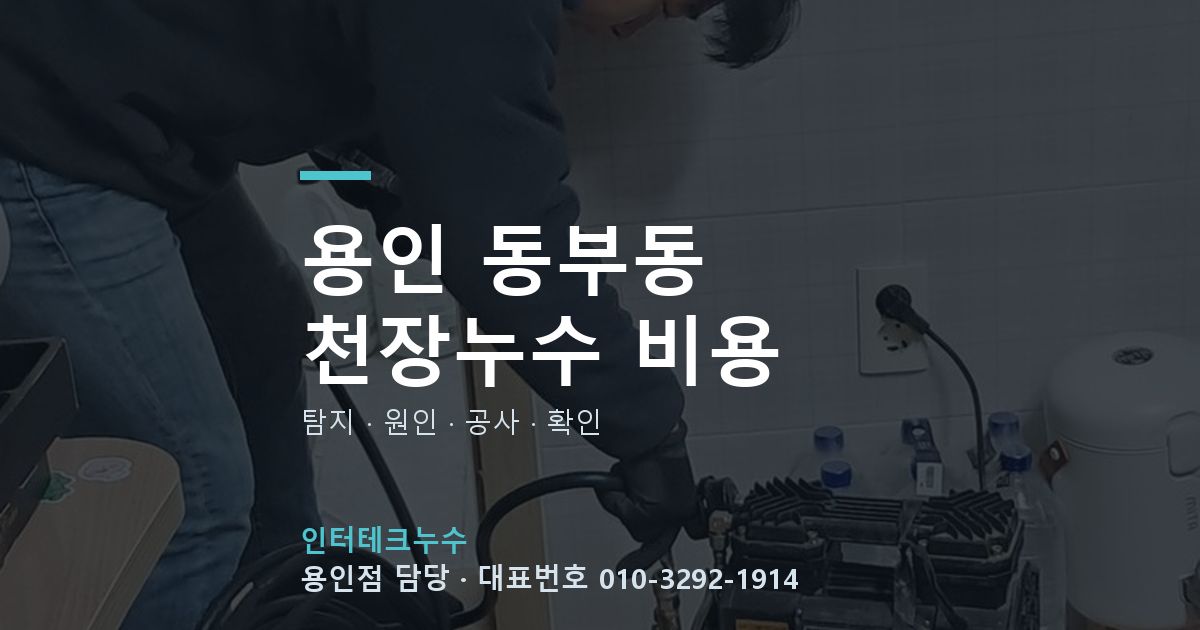 용인 동부동
천장누수 비용
탐지 · 원인 · 공사 · 확인
인터테크누수
용인점 담당 · 대표번호 010-3292-1914